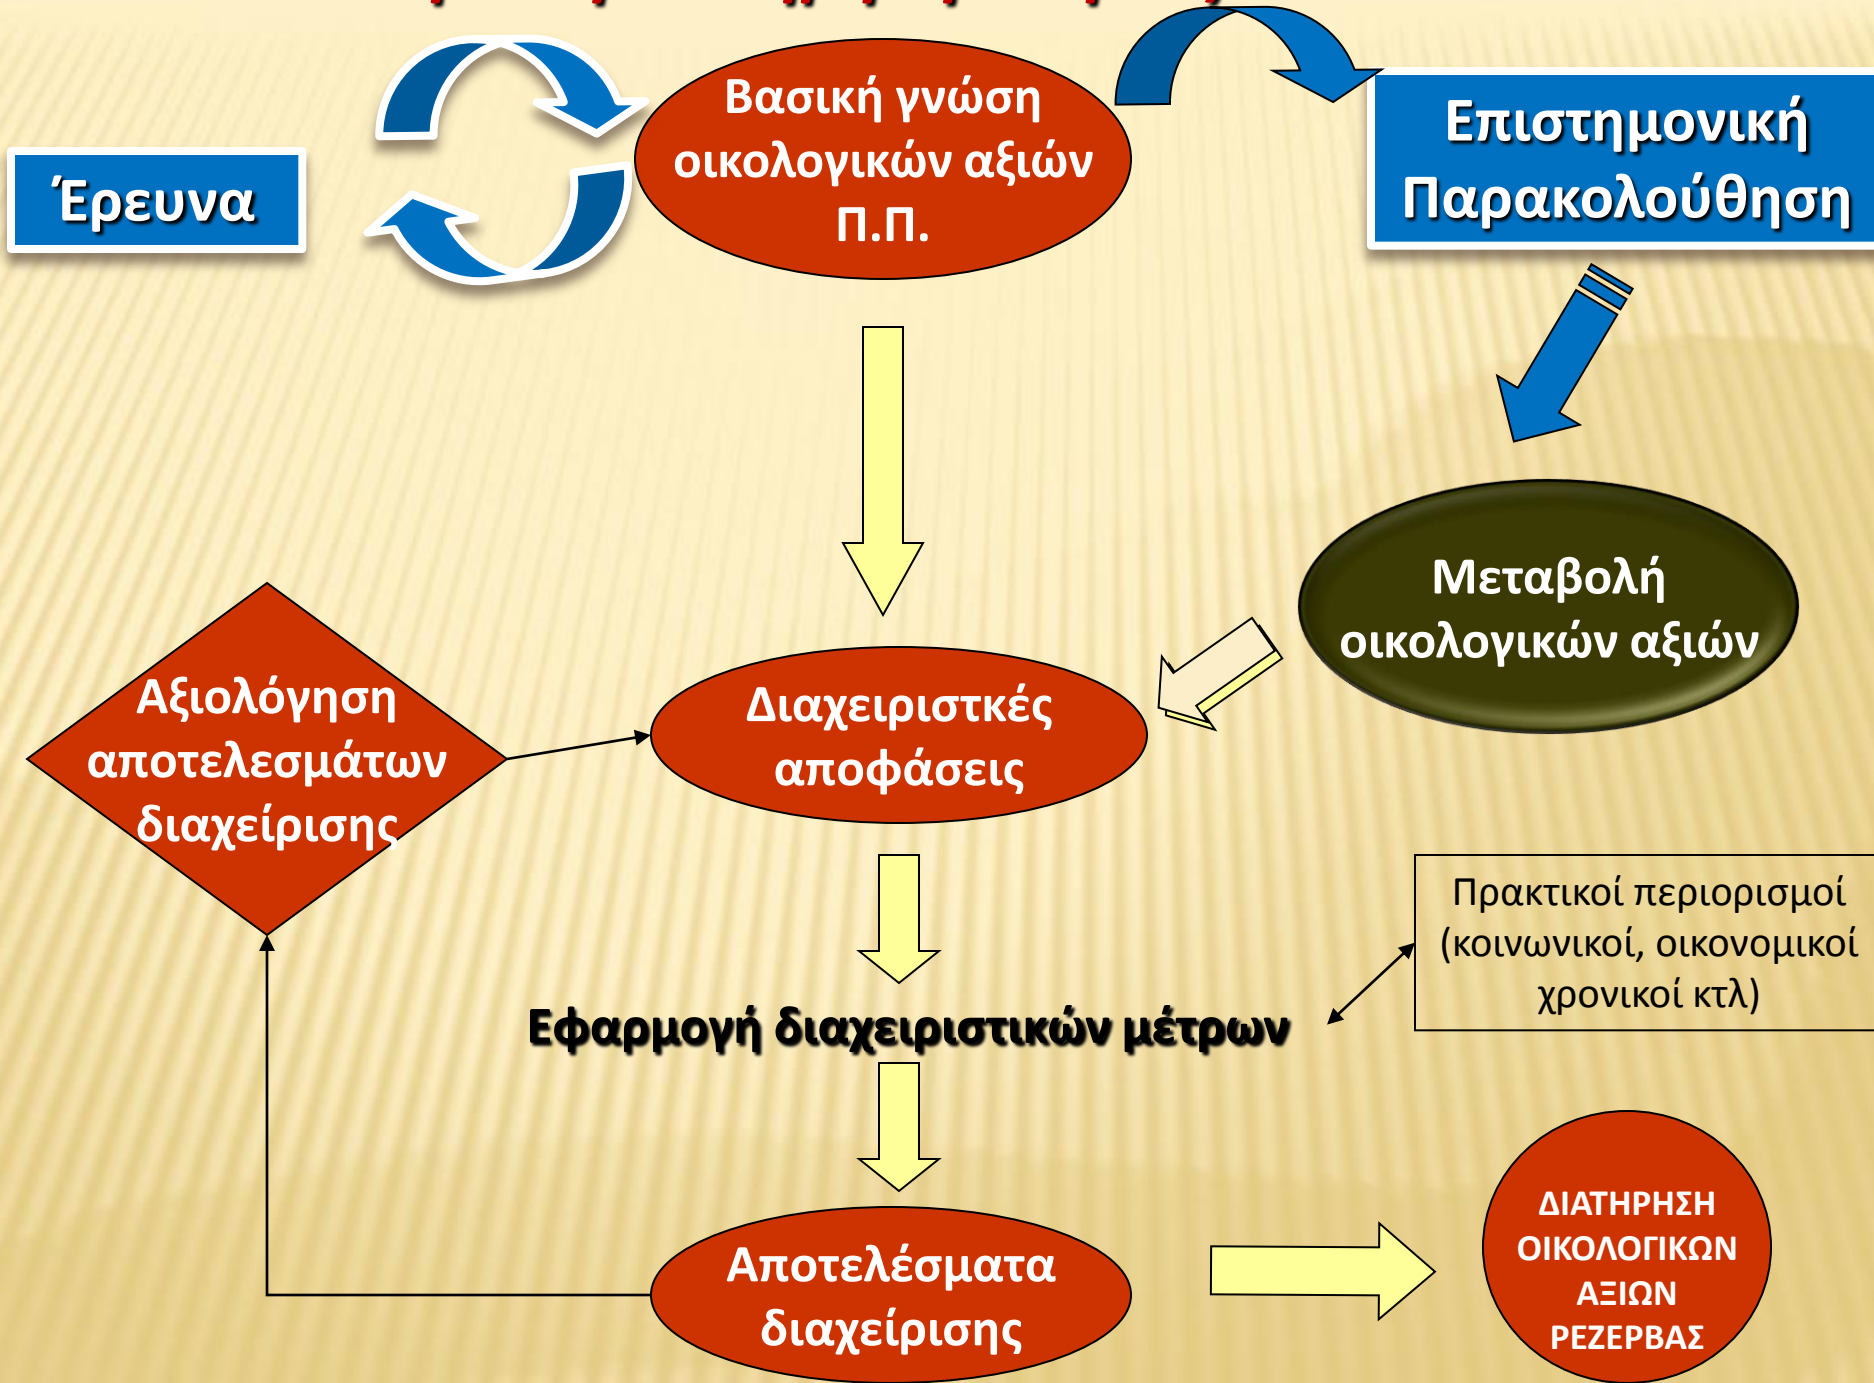 Βασική γνώση
οικολογικών αξιών
Π.Π.
Επιστημονική
Παρακολούθηση
Έρευνα
Μεταβολή
οικολογικών αξιών
Αξιολόγηση
αποτελεσμάτων
διαχείρισης
Διαχειριστκές
αποφάσεις
Πρακτικοί περιορισμοί
(κοινωνικοί, οικονομικοί
χρονικοί κτλ)
Εφαρμογή διαχειριστικών μέτρων
Αποτελέσματα
διαχείρισης
ΔΙΑΤΗΡΗΣΗ
ΟΙΚΟΛΟΓΙΚΩΝ
ΑΞΙΩΝ
ΡΕΖΕΡΒΑΣ